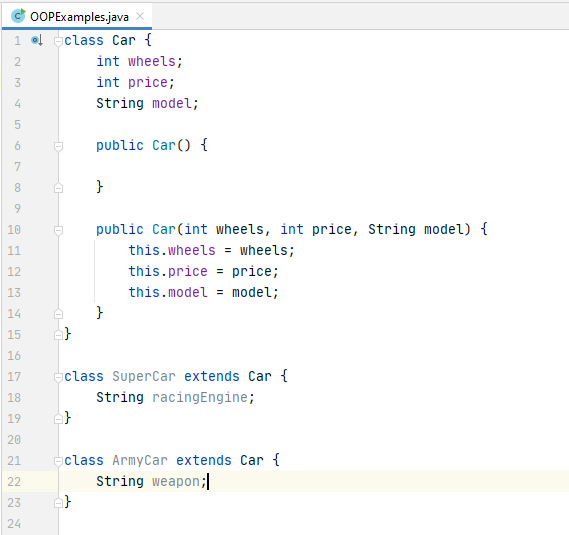 OOPExamples.java
1 class Car {
2     int wheels;
3     int price;
4     String model;
5
6     public Car() {
7
8     }
9
10     public Car(int wheels, int price, String model) {
11         this.wheels = wheels;
12         this.price = price;
13         this.model = model;
14     }
15 }
16
17 class SuperCar extends Car {
18     String racingEngine;
19 }
20
21 class ArmyCar extends Car {
22     String weapon;
23 }
24